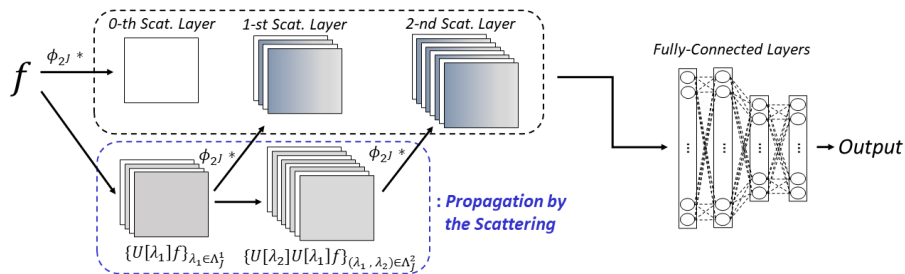 0-th Scat. Layer
1-st Scat. Layer
2-nd Scat. Layer
Fully-Connected Layers
ϕ_{2^J} *
f
ϕ_{2^J} *
ϕ_{2^J} *
...
...
...
...
Output
: Propagation by
the Scattering
{U[λ_1]f}_{λ_1∈Λ_J^1}
{U[λ_2]U[λ_1]f}_{(λ_1, λ_2)∈Λ_J^2}